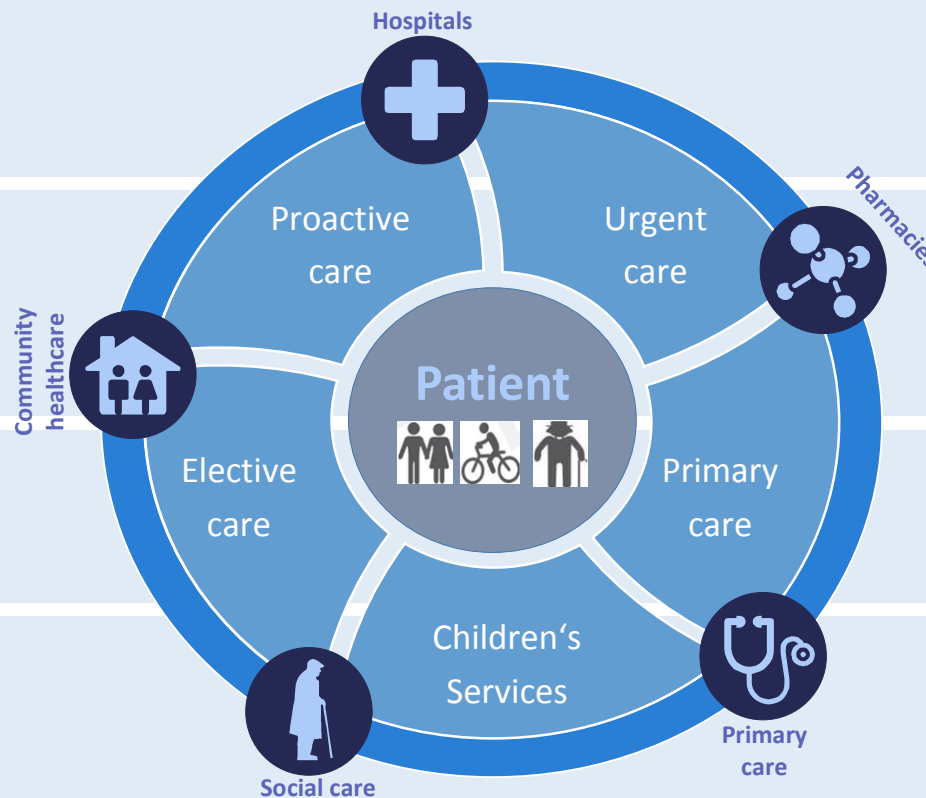 Hospitals
Pharmacies
Proactive
care
Urgent
care
Community
healthcare
Patient
Elective
care
Primary
care
Children‘s
Services
Primary
care
Social care